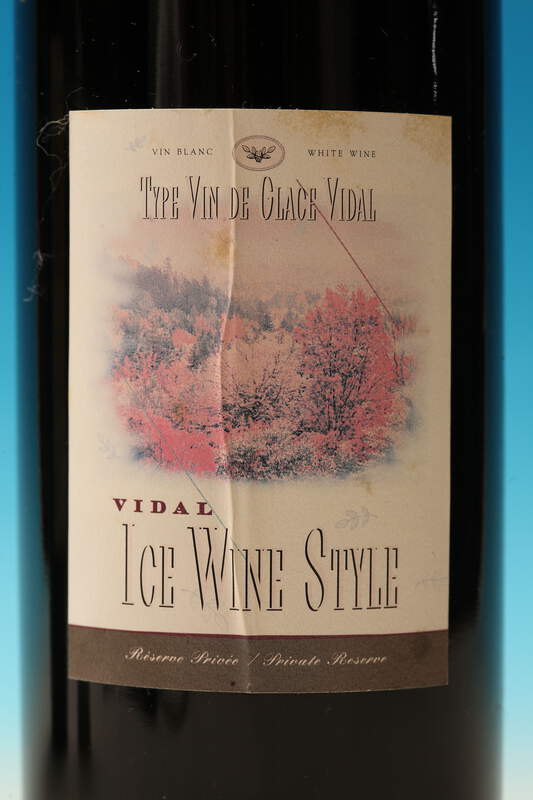 VIN BLANC WHITE WINE
TYPE VIN DE GLACE VIDAL
VIDAL
ICE WINE STYLE
Réserve Privée / Private Reserve